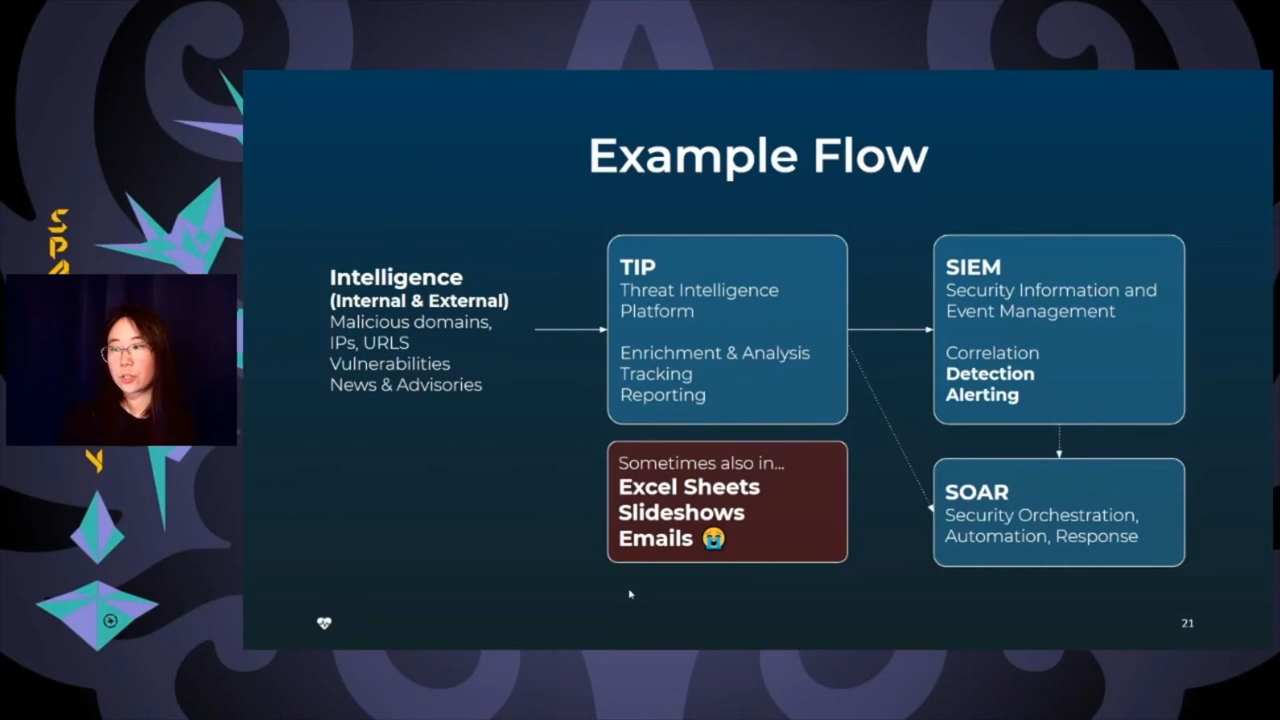 Example Flow
Intelligence
(Internal & External)
Malicious domains,
IPs, URLS
Vulnerabilities
News & Advisories
TIP
Threat Intelligence
Platform
Enrichment & Analysis
Tracking
Reporting
Sometimes also in...
Excel Sheets
Slideshows
Emails 😭
SIEM
Security Information and
Event Management
Correlation
Detection
Alerting
SOAR
Security Orchestration,
Automation, Response
21